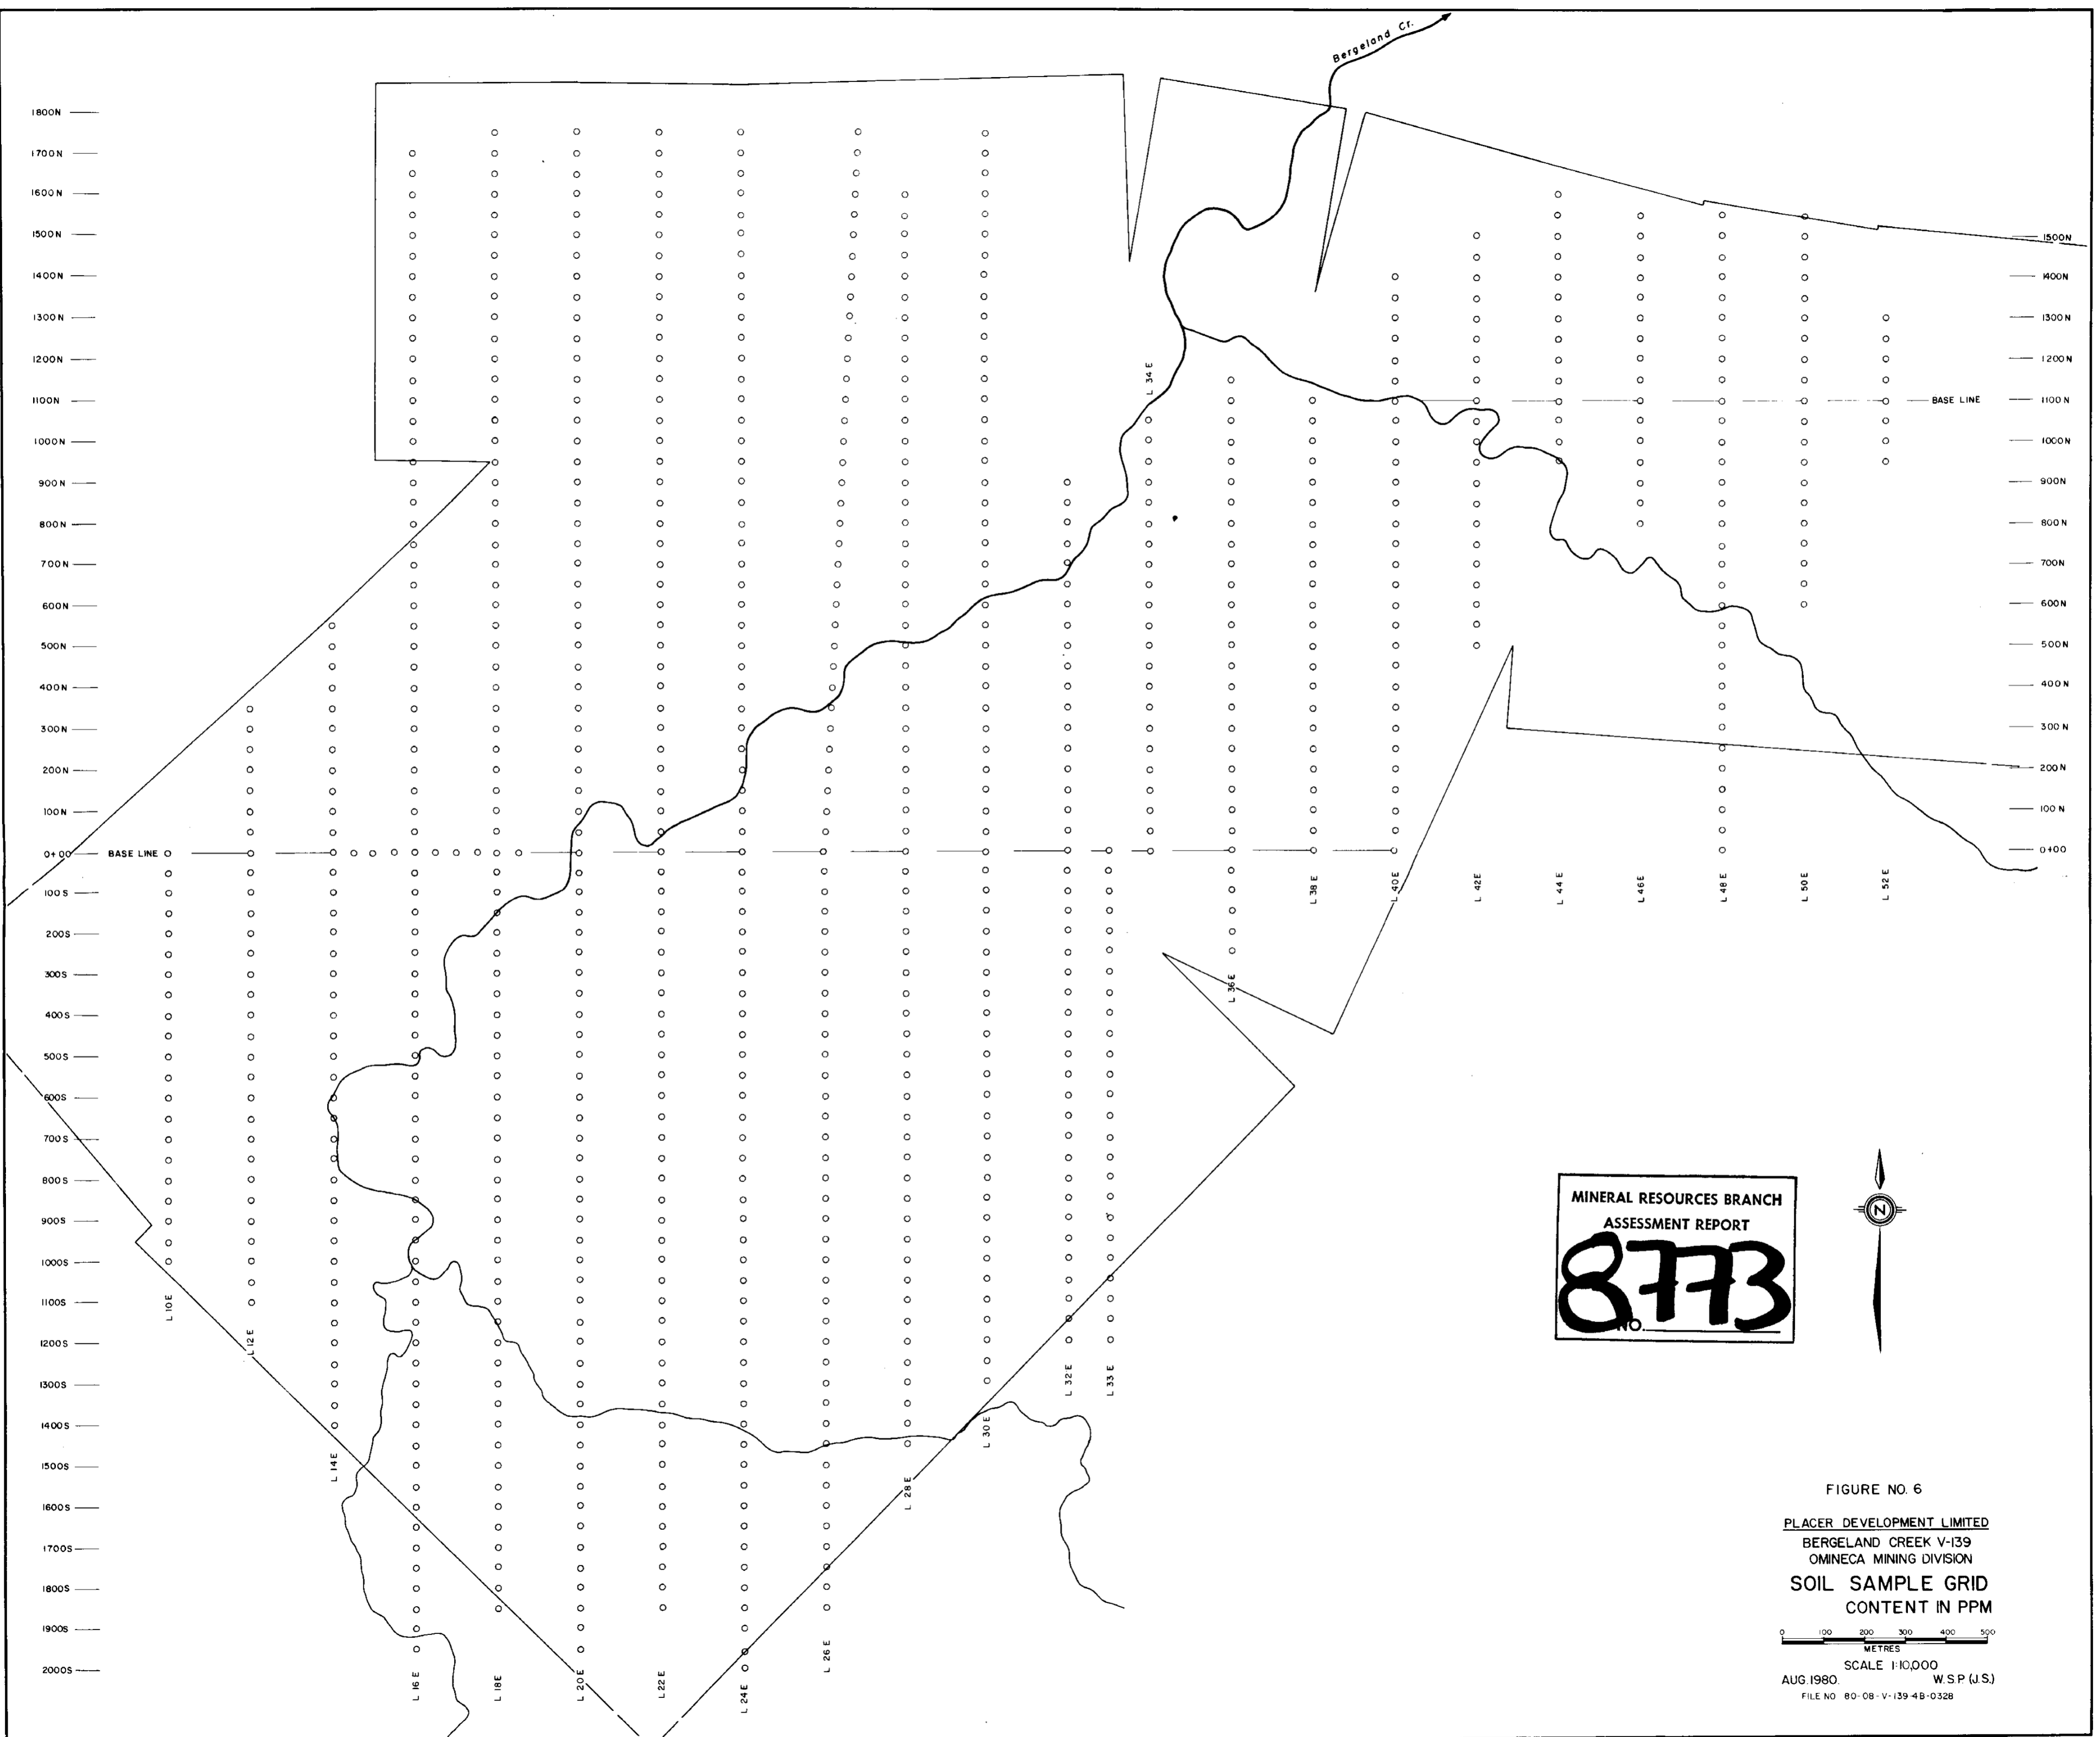 Bergeland Cr.
1800N
1700N
1600N
1500N
1400N
1300N
1200N
1100N
1000N
900N
800N
700N
600N
500N
400N
300N
200N
100N
0+00
BASE LINE
100S
200S
300S
400S
500S
600S
700S
800S
900S
1000S
1100S
1200S
1300S
1400S
1500S
1600S
1700S
1800S
1900S
2000S
1500N
1400N
1300N
1200N
BASE LINE
1100N
1000N
900N
800N
700N
600N
500N
400N
300N
200N
100N
0+00
L 10E
L 12E
L 14E
L 16E
L 18E
L 20E
L 22E
L 24E
L 26E
L 28E
L 30E
L 32E
L 33E
L 34E
L 36E
L 38E
L 40E
L 42E
L 44E
L 46E
L 48E
L 50E
L 52E
MINERAL RESOURCES BRANCH
ASSESSMENT REPORT
8773
NO.
N
FIGURE NO. 6
PLACER DEVELOPMENT LIMITED
BERGELAND CREEK V-139
OMINECA MINING DIVISION
SOIL SAMPLE GRID
CONTENT IN PPM
0 100 200 300 400 500
METRES
SCALE 1:10,000
AUG.1980. W.S.P. (J.S.)
FILE NO 80-08-V-139-4B-0328